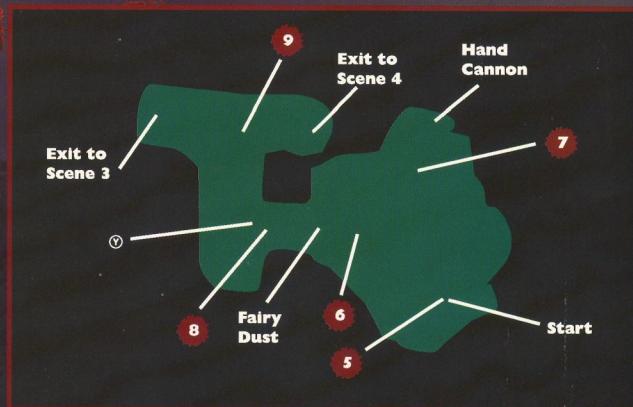 9
Exit to
Scene 4
Hand
Cannon
7
Exit to
Scene 3
Y
8
Fairy
Dust
6
5
Start